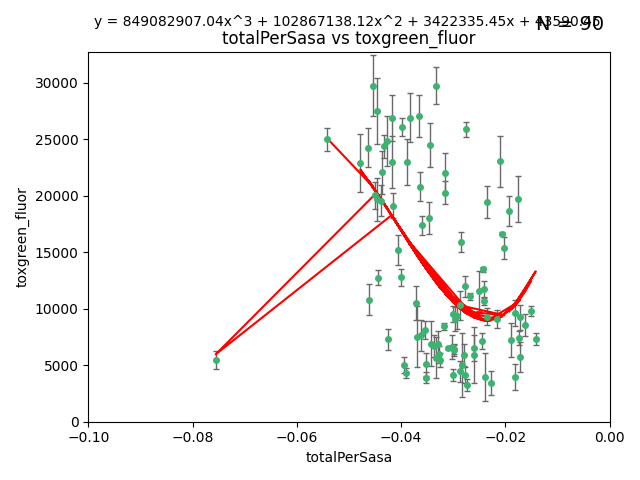 y = 849082907.04x^3 + 102867138.12x^2 + 3422335.45x +
N = 90
totalPerSasa vs toxgreen_fluor
30000
25000
20000
15000
10000
5000
0
toxgreen_fluor
−0.10 −0.08 −0.06 −0.04 −0.02 0.00
totalPerSasa